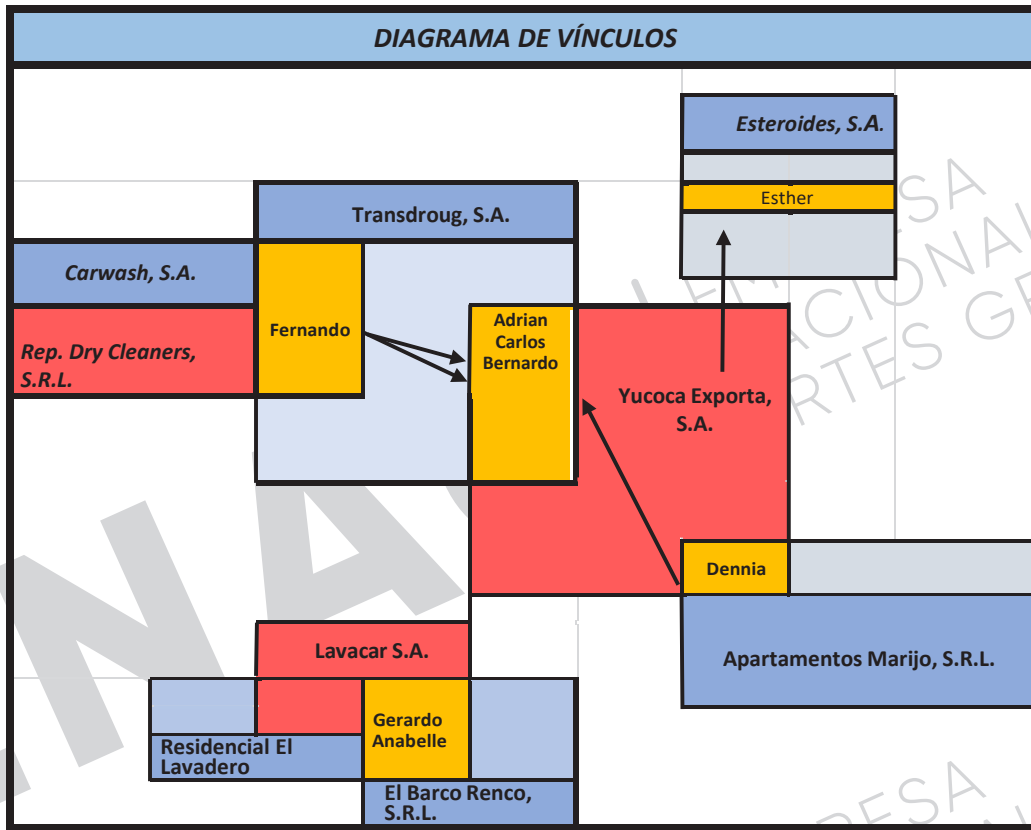 DIAGRAMA DE VÍNCULOS
Esteroides, S.A.
Esther
Transdroug, S.A.
Carwash, S.A.
Fernando
Adrian
Carlos
Bernardo
Rep. Dry Cleaners,
S.R.L.
Yucoca Exporta,
S.A.
Dennia
Lavacar S.A.
Apartamentos Marijo, S.R.L.
Gerardo
Anabelle
Residencial El
Lavadero
El Barco Renco,
S.R.L.